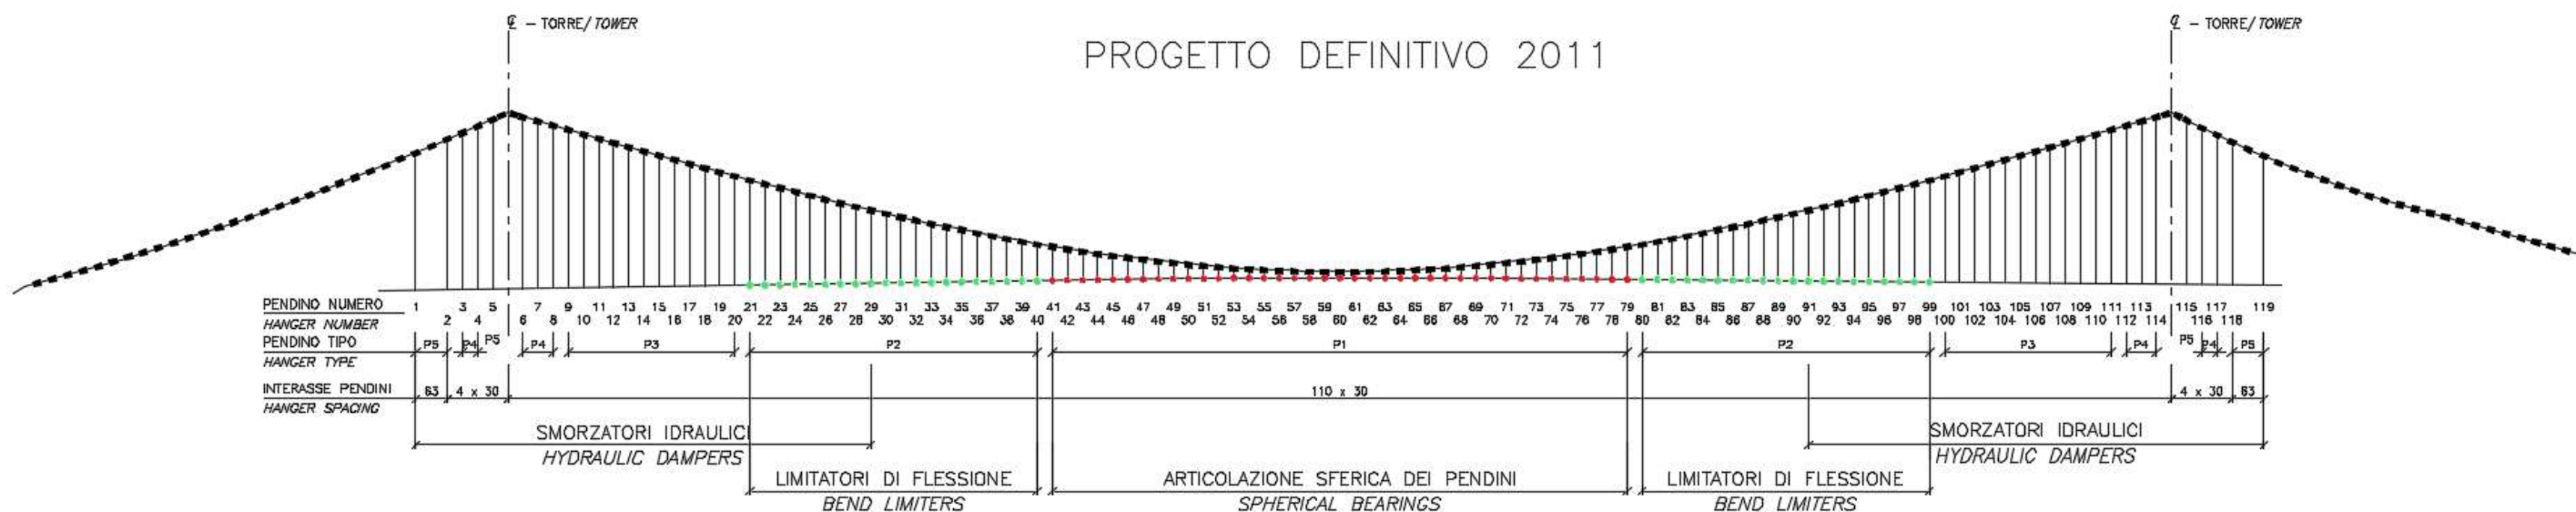 ℄ – TORRE/TOWER
℄ – TORRE/TOWER
PROGETTO DEFINITIVO 2011
PENDINO NUMERO 1 3 5 7 9 11 13 15 17 19 21 23 25 27 29 31 33 35 37 39 41 43 45 47 49 51 53 55 57 59 61 63 65 67 69 71 73 75 77 79 81 83 85 87 89 91 93 95 97 99 101 103 105 107 109 111 113 115 117 119
HANGER NUMBER 2 4 6 8 10 12 14 16 18 20 22 24 26 28 30 32 34 36 38 40 42 44 46 48 50 52 54 56 58 60 62 64 66 68 70 72 74 76 78 80 82 84 86 88 90 92 94 96 98 100 102 104 106 108 110 112 114 116 118
PENDINO TIPO P5 P4 P5 P4 P3 P2 P1 P2 P3 P4 P5 P4 P5
HANGER TYPE
INTERASSE PENDINI 63 4 x 30 110 x 30 4 x 30 63
HANGER SPACING
SMORZATORI IDRAULICI
HYDRAULIC DAMPERS
SMORZATORI IDRAULICI
HYDRAULIC DAMPERS
LIMITATORI DI FLESSIONE
BEND LIMITERS
ARTICOLAZIONE SFERICA DEI PENDINI
SPHERICAL BEARINGS
LIMITATORI DI FLESSIONE
BEND LIMITERS